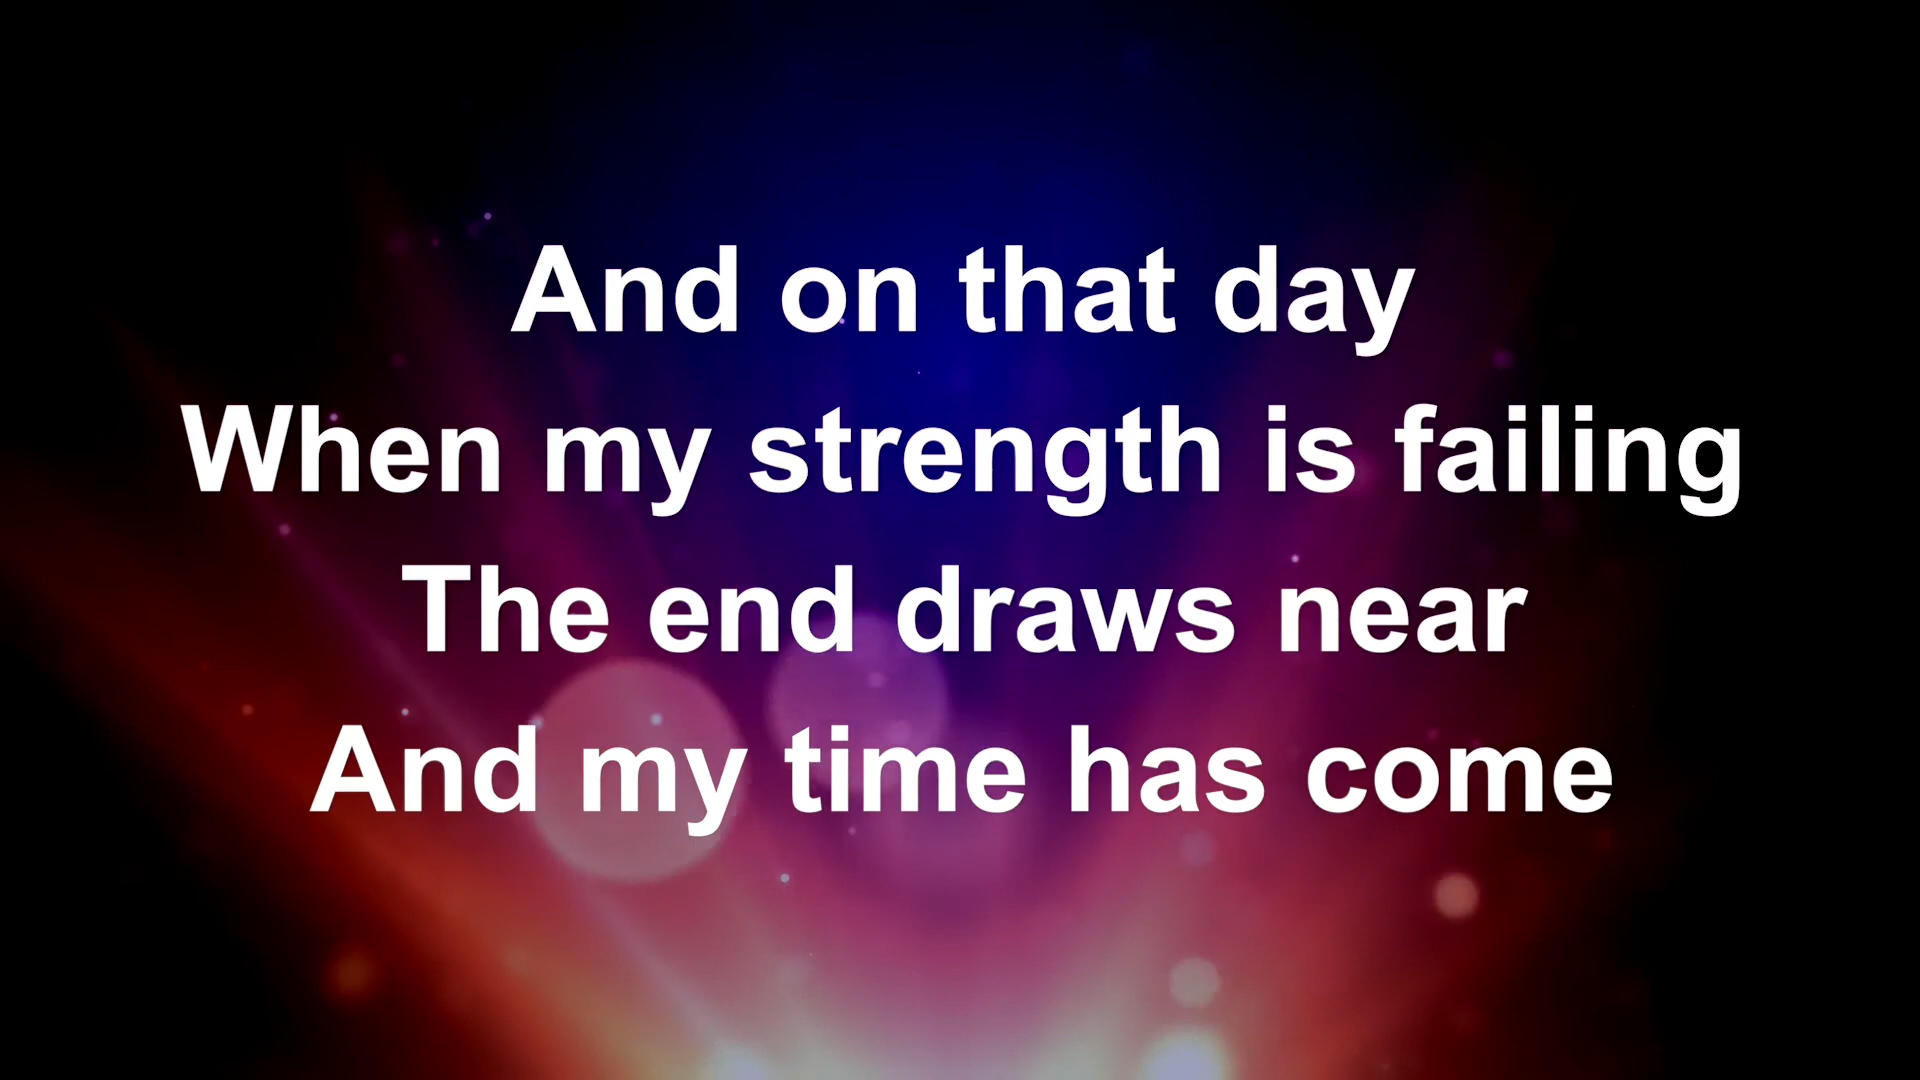 And on that day
When my strength is failing
The end draws near
And my time has come